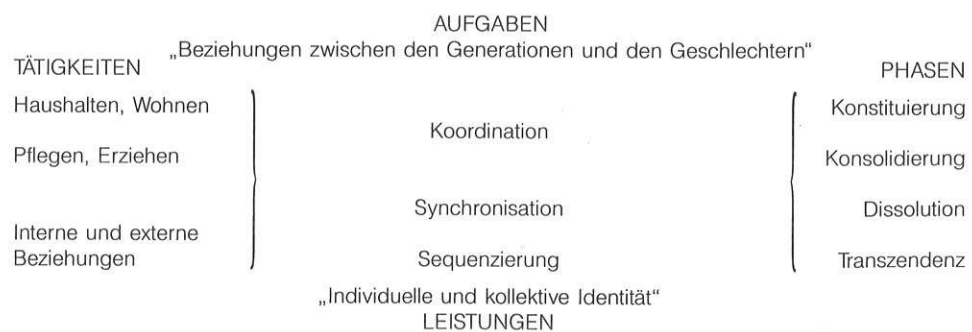 AUFGABEN
„Beziehungen zwischen den Generationen und den Geschlechtern“
TÄTIGKEITEN
PHASEN
Haushalten, Wohnen
Konstituierung
Koordination
Pflegen, Erziehen
Konsolidierung
Synchronisation
Dissolution
Interne und externe
Beziehungen
Sequenzierung
Transzendenz
„Individuelle und kollektive Identität“
LEISTUNGEN